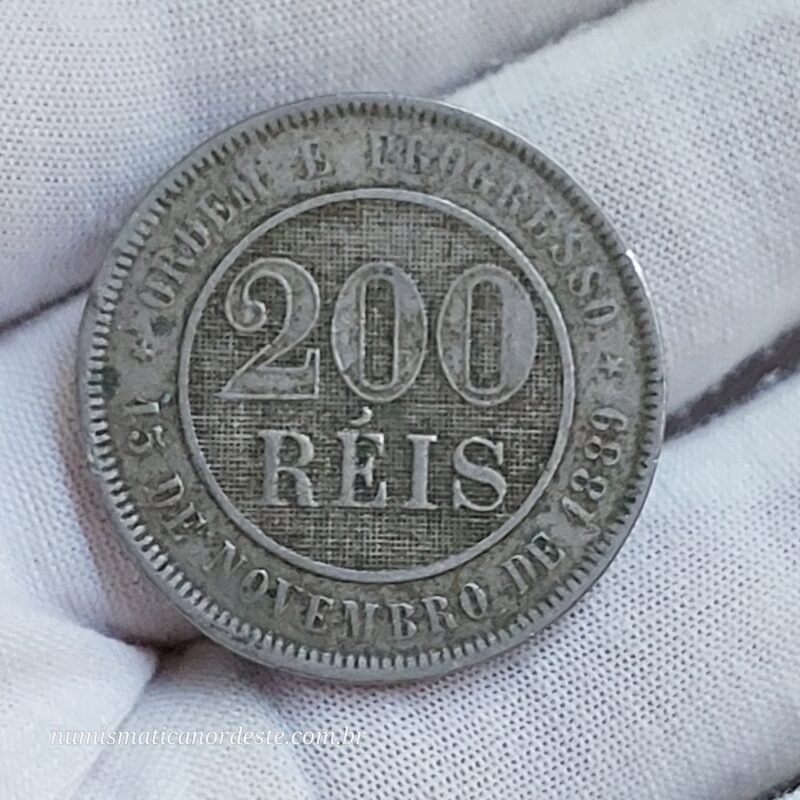 * ORDEM E PROGRESSO *
200
RÉIS
15 DE NOVEMBRO DE 1889
numismaticanordeste.com.br